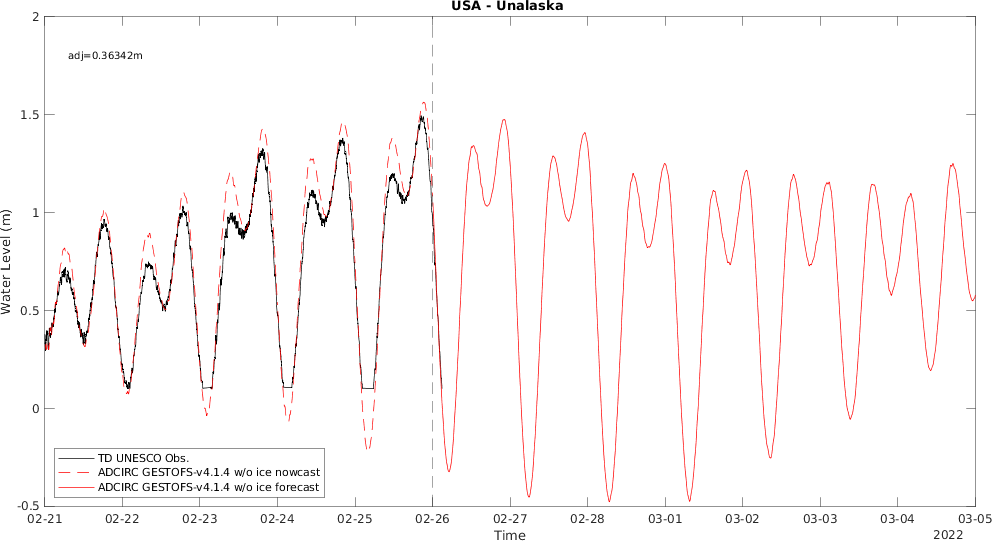 USA - Unalaska
adj=0.36342m
Water Level (m)
2
1.5
1
0.5
0
-0.5
TD UNESCO Obs.
ADCIRC GESTOFS-v4.1.4 w/o ice nowcast
ADCIRC GESTOFS-v4.1.4 w/o ice forecast
02-21 02-22 02-23 02-24 02-25 02-26 02-27 02-28 03-01 03-02 03-03 03-04 03-05
Time
2022